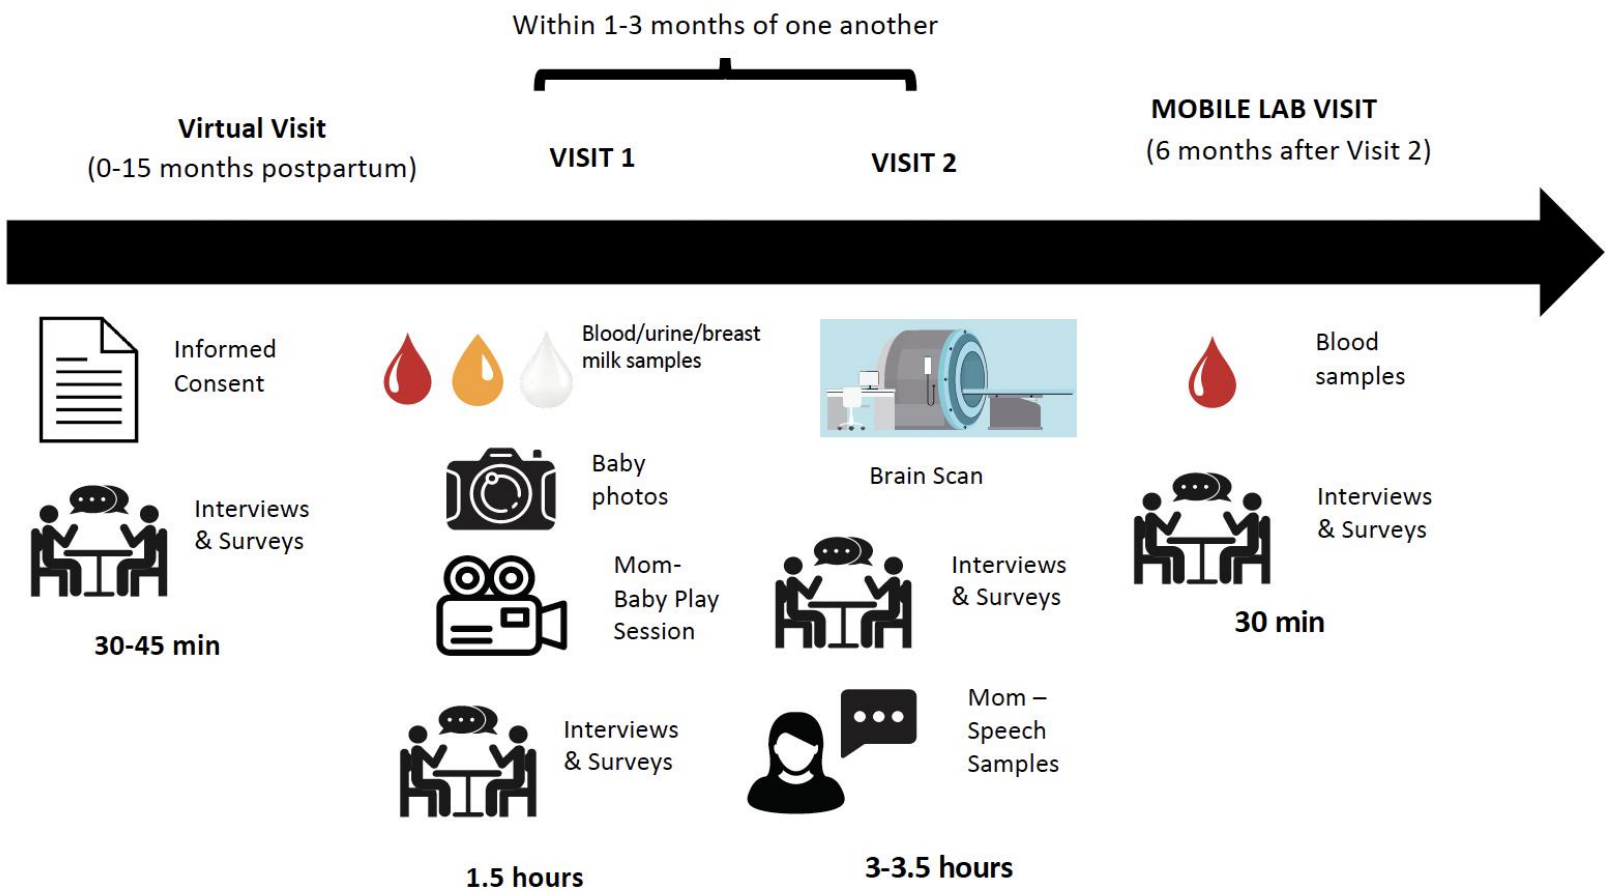 Within 1-3 months of one another
Virtual Visit
(0-15 months postpartum)
VISIT 1
VISIT 2
MOBILE LAB VISIT
(6 months after Visit 2)
Informed
Consent
Interviews
& Surveys
30-45 min
Blood/urine/breast
milk samples
Baby
photos
Mom-
Baby Play
Session
Interviews
& Surveys
1.5 hours
Brain Scan
Interviews
& Surveys
Mom –
Speech
Samples
3-3.5 hours
Blood
samples
Interviews
& Surveys
30 min